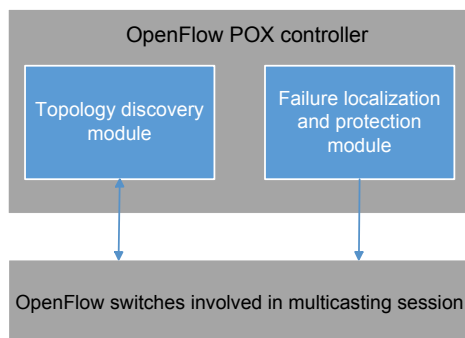 OpenFlow POX controller
Topology discovery
module
Failure localization
and protection
module
OpenFlow switches involved in multicasting session